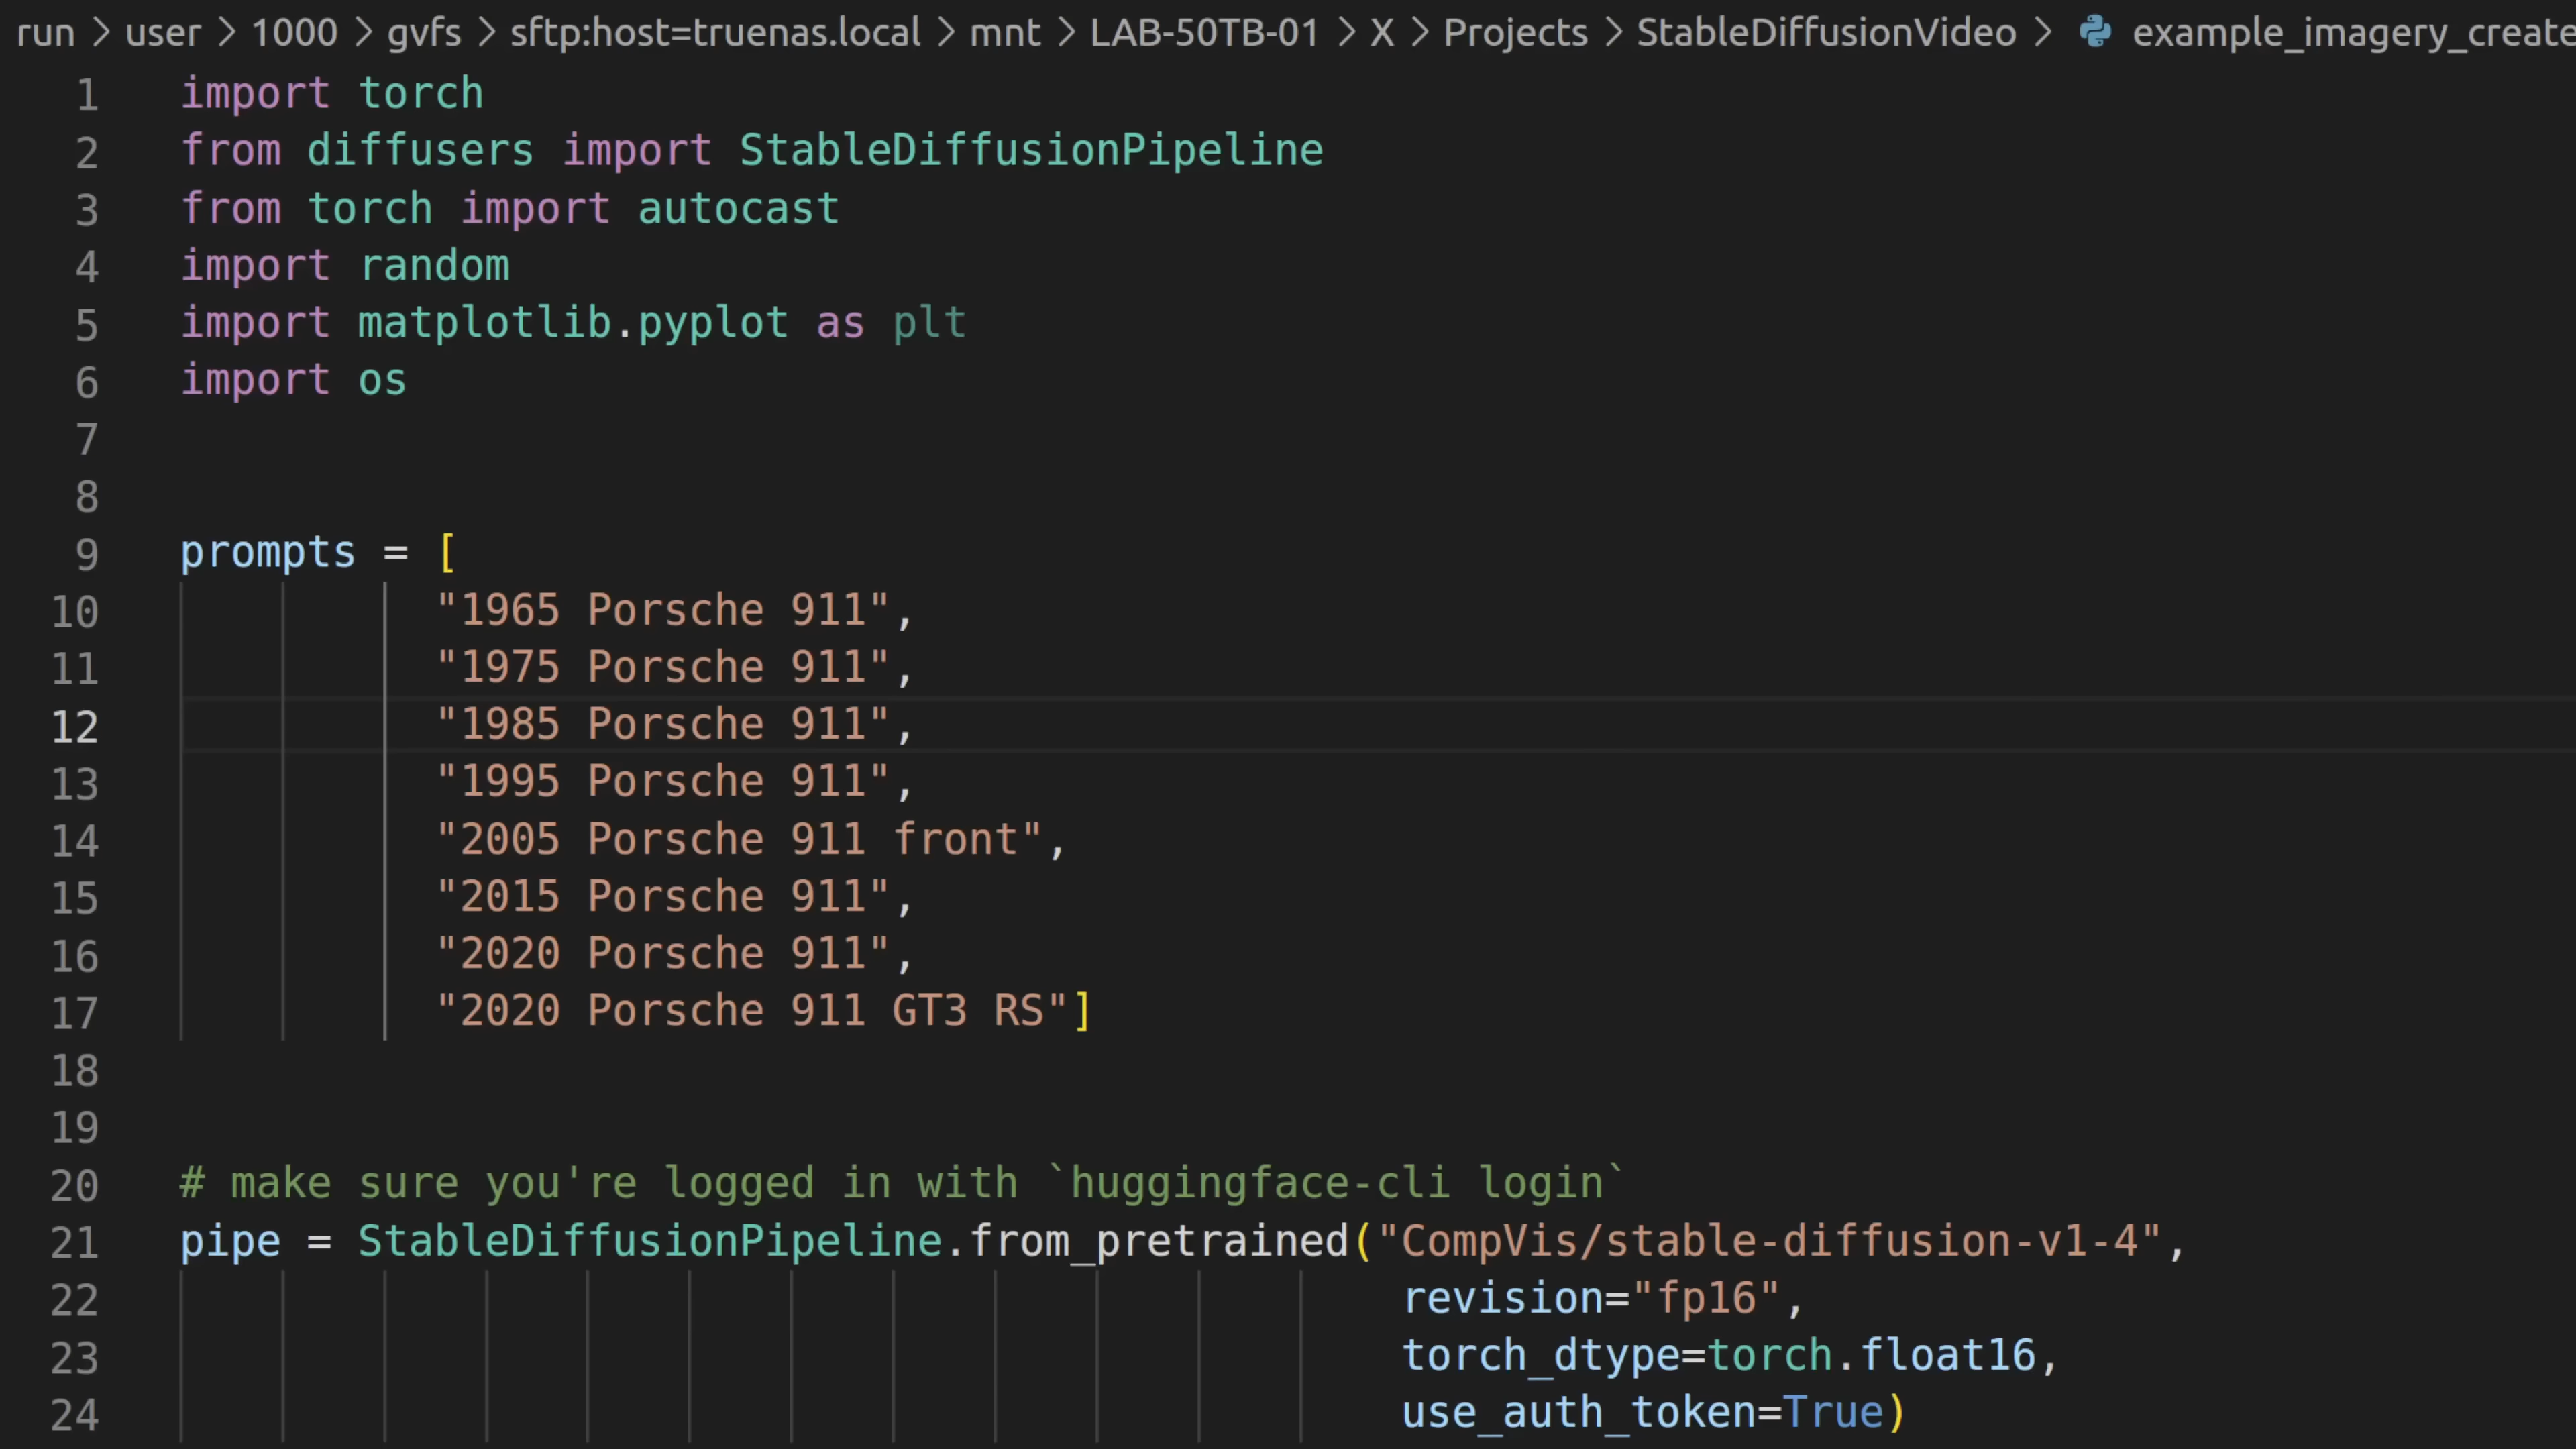 run > user > 1000 > gvfs > sftp:host=truenas.local > mnt > LAB-50TB-01 > X > Projects > StableDiffusionVideo > example_imagery_create
1 import torch
2 from diffusers import StableDiffusionPipeline
3 from torch import autocast
4 import random
5 import matplotlib.pyplot as plt
6 import os
7
8
9 prompts = [
10 "1965 Porsche 911",
11 "1975 Porsche 911",
12 "1985 Porsche 911",
13 "1995 Porsche 911",
14 "2005 Porsche 911 front",
15 "2015 Porsche 911",
16 "2020 Porsche 911",
17 "2020 Porsche 911 GT3 RS"]
18
19
20 # make sure you're logged in with `huggingface-cli login`
21 pipe = StableDiffusionPipeline.from_pretrained("CompVis/stable-diffusion-v1-4",
22 revision="fp16",
23 torch_dtype=torch.float16,
24 use_auth_token=True)